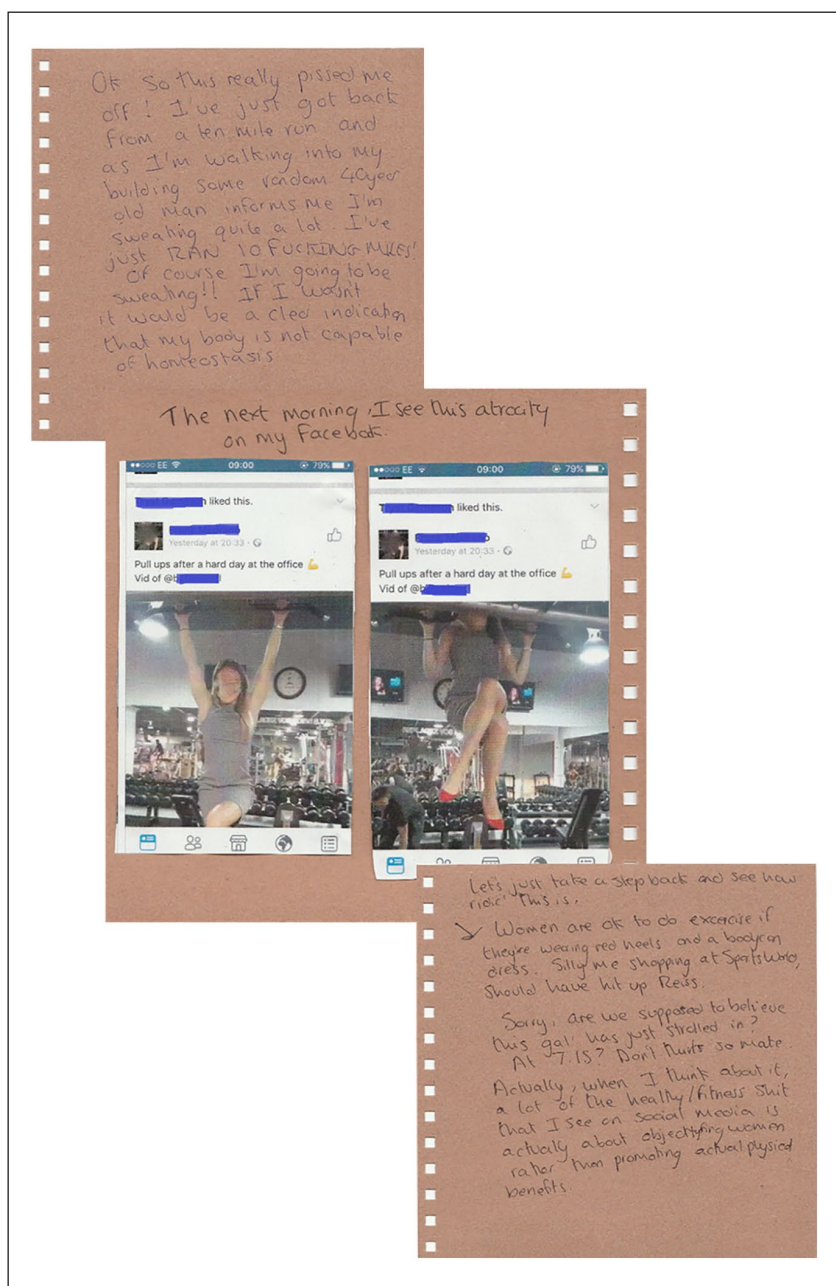 Ok So this really pissed me
off! I've just got back
from a ten mile run and
as I'm walking into my
building some random 40 year
old man informs me I'm
sweating quite a lot. I've
just RAN 10 FUCKING MILES!
Of course I'm going to be
sweating!! If I wasn't
it would be a clear indication
that my body is not capable
of homeostasis
The next morning, I see this atrocity
on my Facebook.
EE 09:00 79%
liked this.
Yesterday at 20:33
Pull ups after a hard day at the office 💪
Vid of @b
EE 09:00 79%
liked this.
Yesterday at 20:33
Pull ups after a hard day at the office 💪
Vid of @b
Lets just take a step back and see how
ridic' this is.
Women are ok to do excercise if
they're wearing red heels and a bodycon
dress. Silly me shopping at SportsWorld,
should have hit up Reiss.
Sorry, are we supposed to believe
this gal' has just strolled in?
At 7.15? Don't think so mate.
Actually, when I think about it,
a lot of the healthy/fitness shit
that I see on social media is
actually about objectifying women
rather than promoting actual physical
benefits.